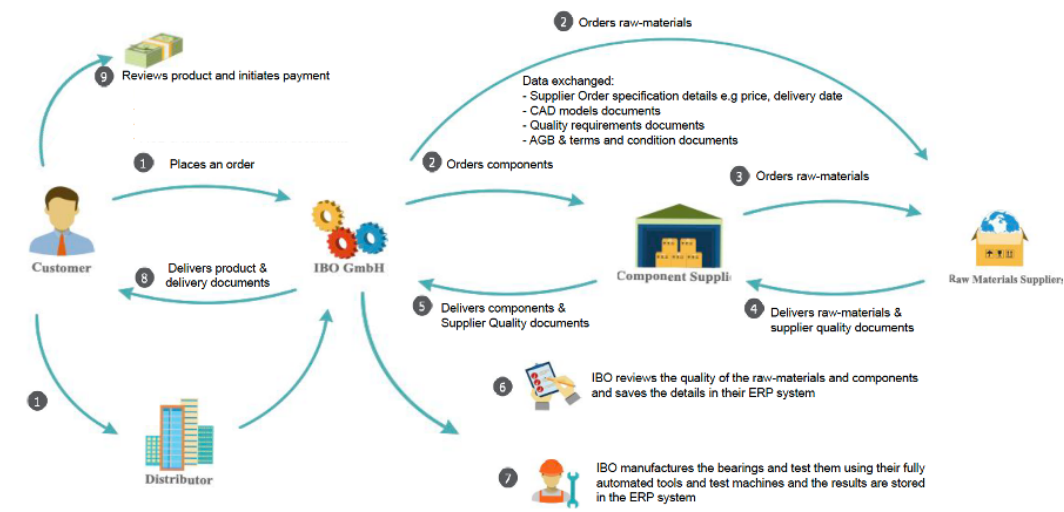 2 Orders raw-materials
9 Reviews product and initiates payment
Data exchanged:
- Supplier Order specification details e.g price, delivery date
- CAD models documents
- Quality requirements documents
- AGB & terms and condition documents
1 Places an order
2 Orders components
3 Orders raw-materials
Customer
IBO GmbH
Component Suppli
Raw Materials Suppliers
8 Delivers product &
delivery documents
5 Delivers components &
Supplier Quality documents
4 Delivers raw-materials &
supplier quality documents
6 IBO reviews the quality of the raw-materials and components
and saves the details in their ERP system
1
Distributor
7 IBO manufactures the bearings and test them using their fully
automated tools and test machines and the results are stored
in the ERP system